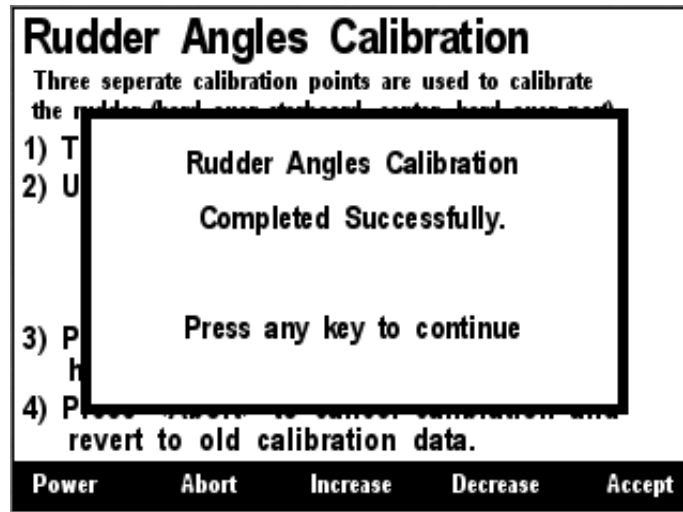 Rudder Angles Calibration
Three seperate calibration points are used to calibrate
the
1) T
2) U
Rudder Angles Calibration
Completed Successfully.
Press any key to continue
3) P
h
4) P
revert to old calibration data.
Power Abort Increase Decrease Accept